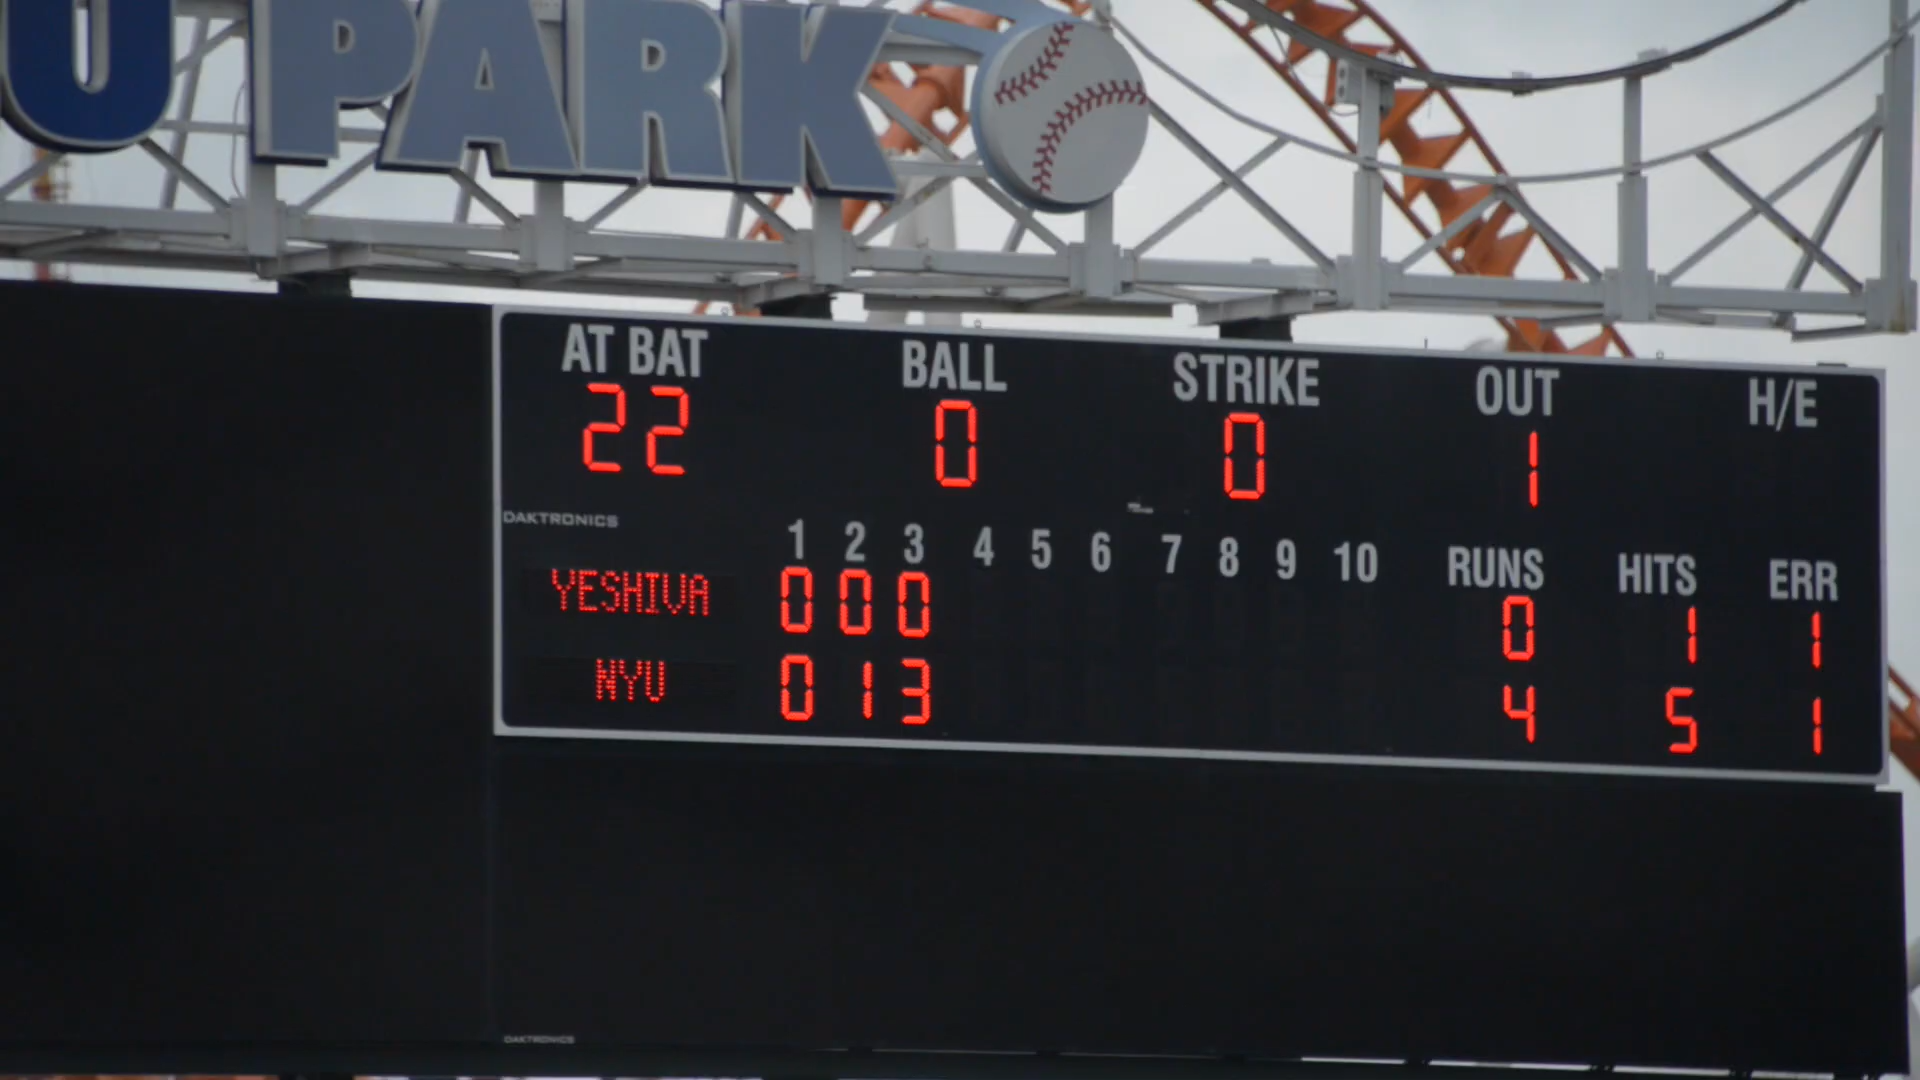 U PARK
AT BAT BALL STRIKE OUT H/E
22 0 0 1
DAKTRONICS
1 2 3 4 5 6 7 8 9 10 RUNS HITS ERR
YESHIVA 0 0 0 0 1 1
NYU 0 1 3 4 5 1
DAKTRONICS